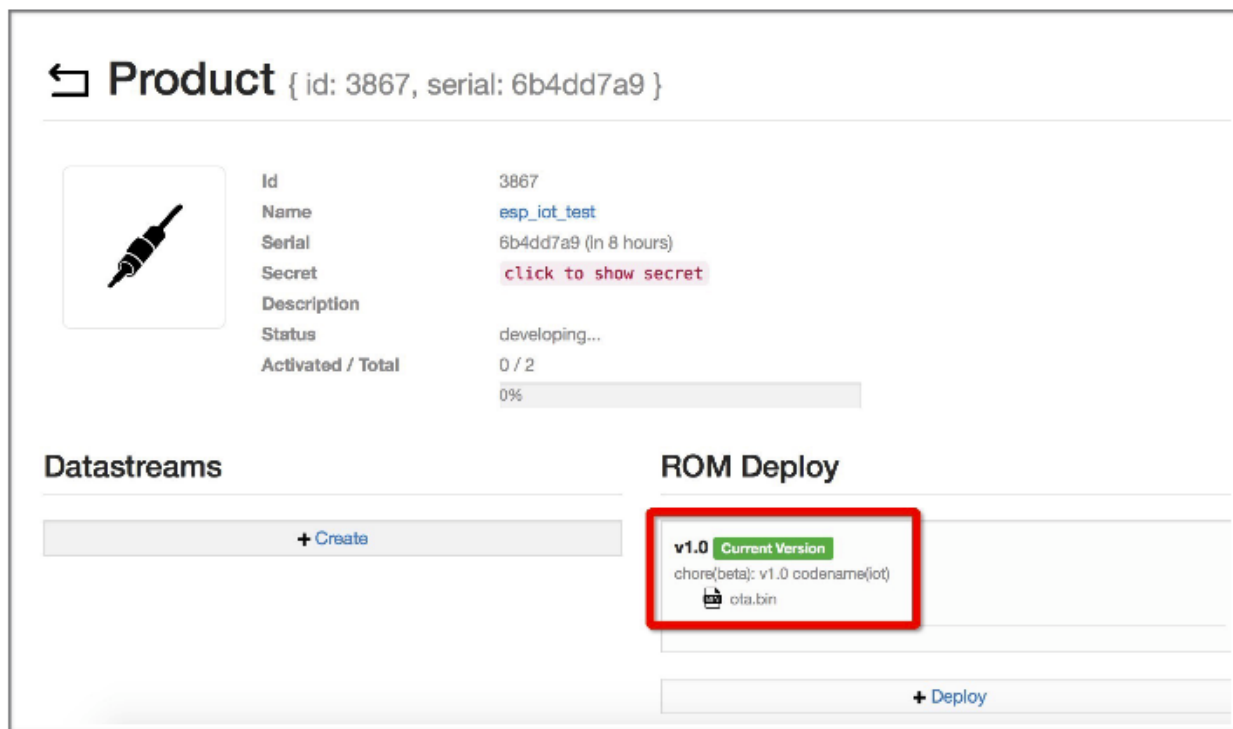 Product { id: 3867, serial: 6b4dd7a9 }
Id 3867
Name esp_iot_test
Serial 6b4dd7a9 (in 8 hours)
Secret click to show secret
Description
Status developing...
Activated / Total 0 / 2
0%
Datastreams
+ Create
ROM Deploy
v1.0 Current Version
chore(beta): v1.0 codename(iot)
ota.bin
+ Deploy